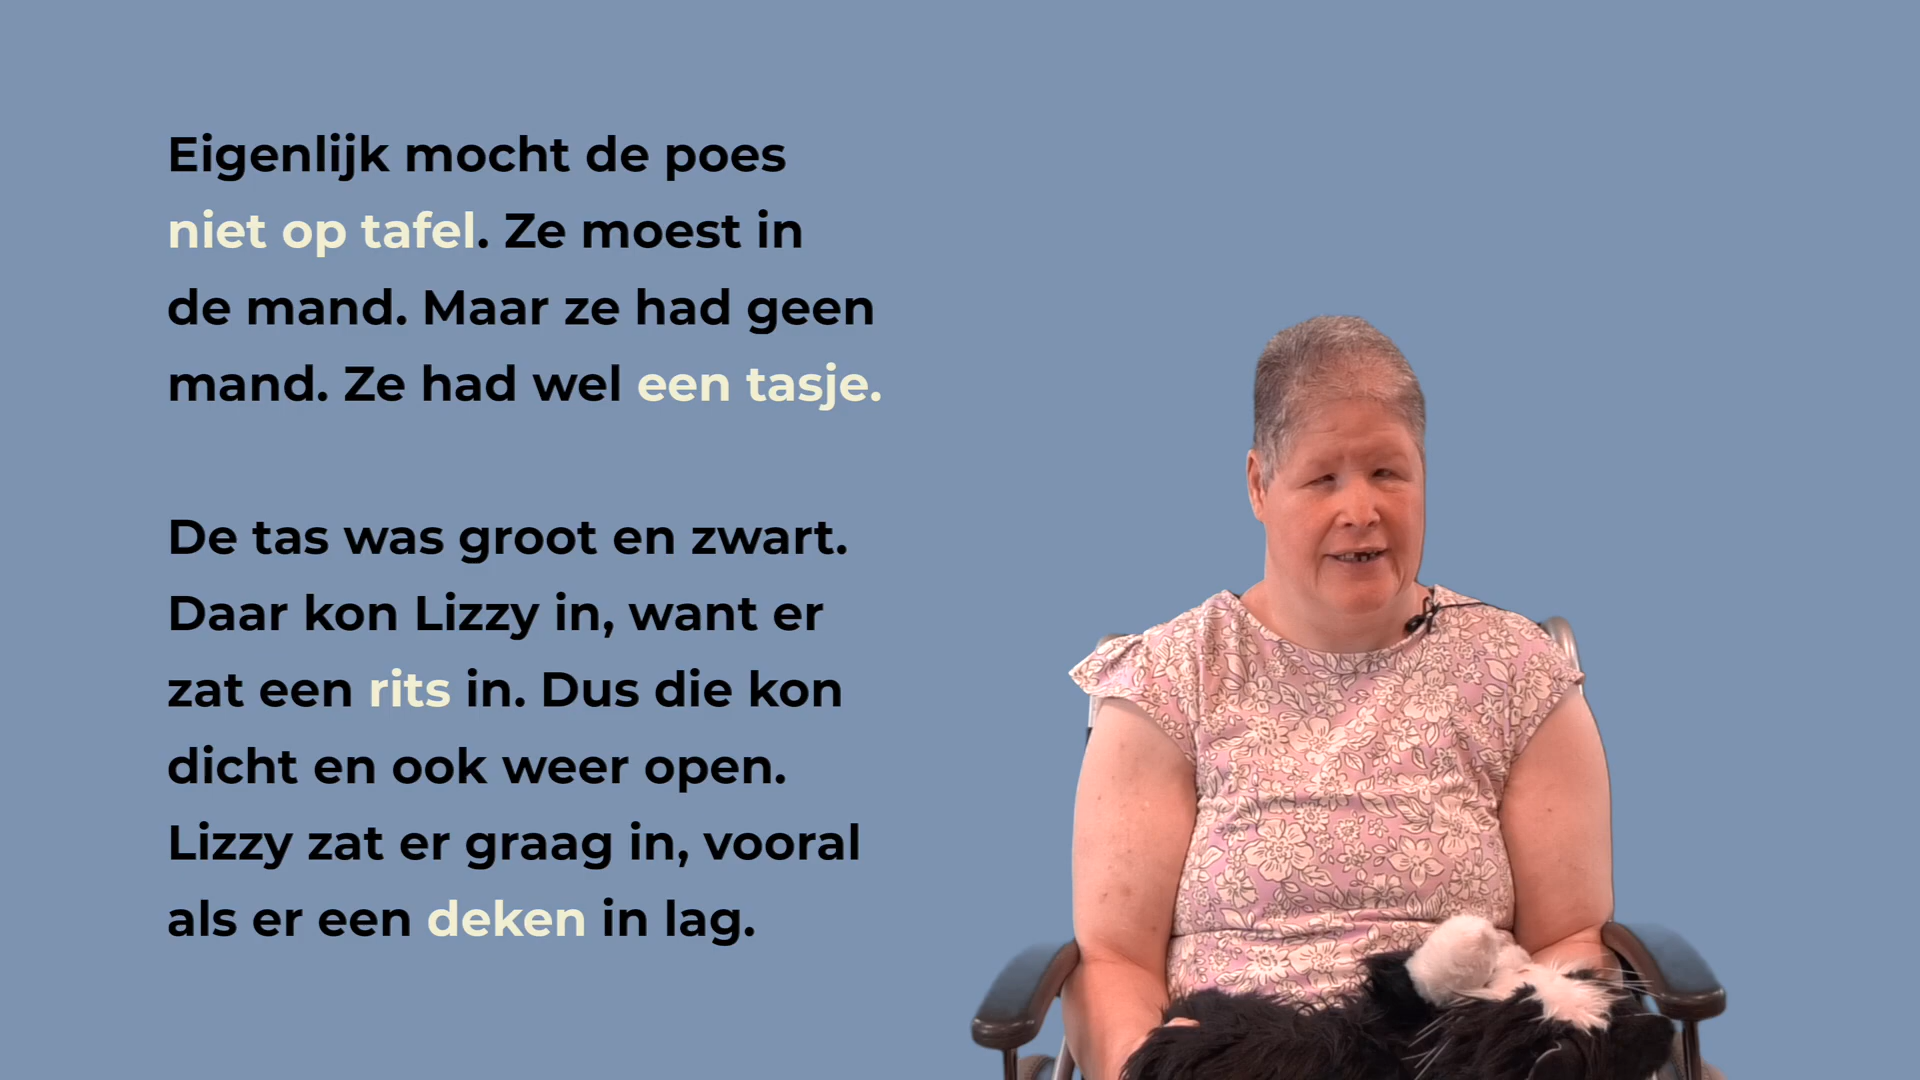 Eigenlijk mocht de poes
niet op tafel. Ze moest in
de mand. Maar ze had geen
mand. Ze had wel een tasje.
De tas was groot en zwart.
Daar kon Lizzy in, want er
zat een rits in. Dus die kon
dicht en ook weer open.
Lizzy zat er graag in, vooral
als er een deken in lag.